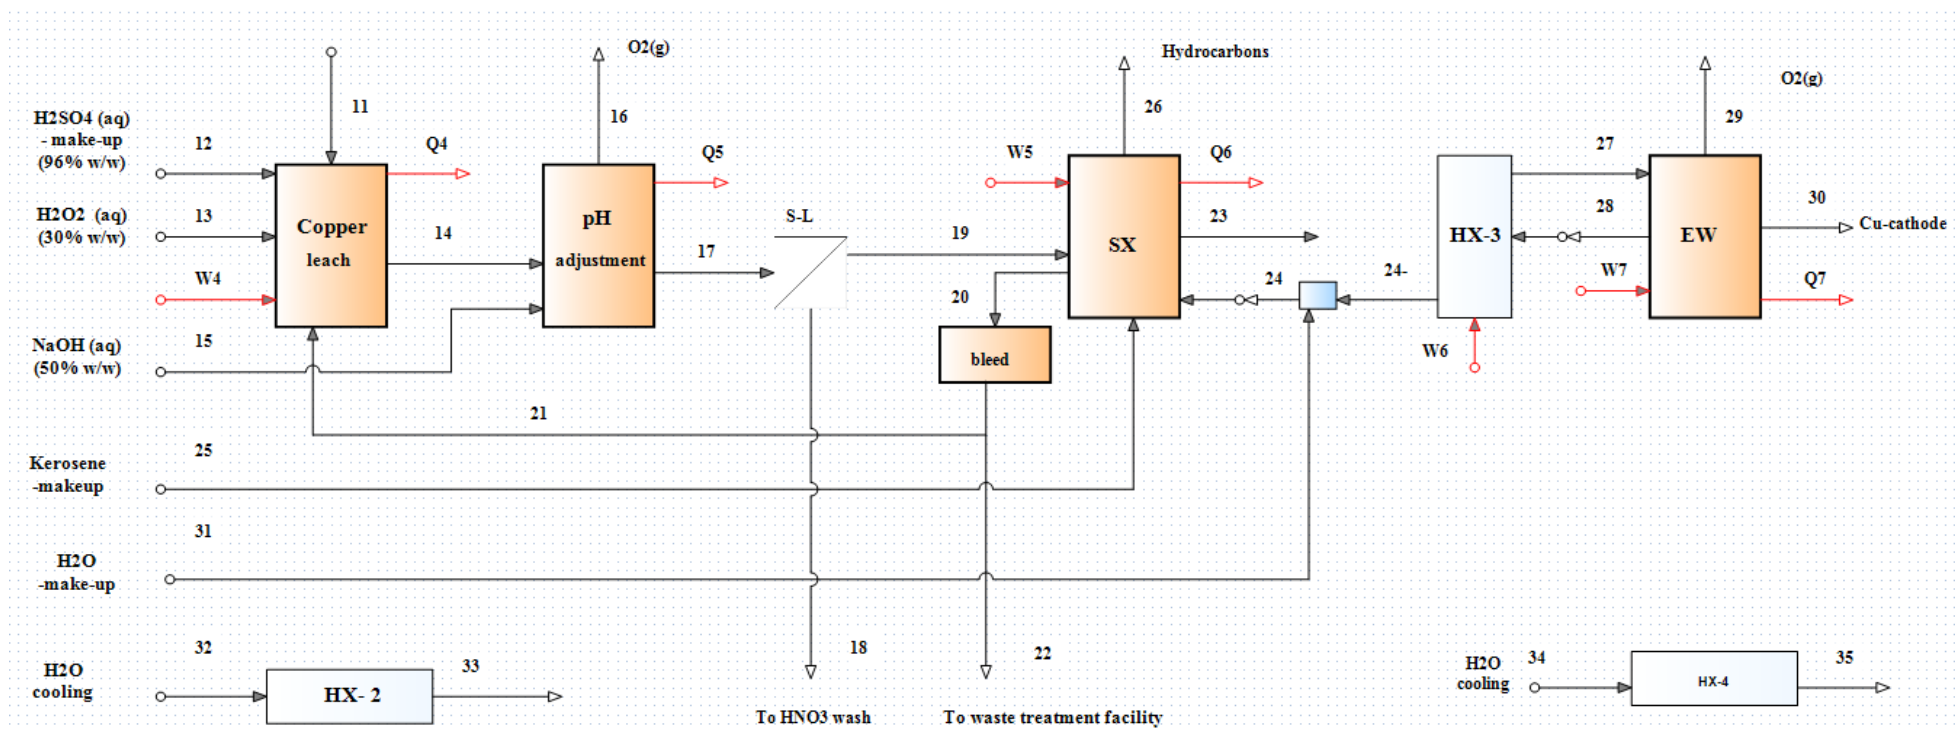 O2(g)
Hydrocarbons
O2(g)
11
16
26
29
H2SO4 (aq)
- make-up
(96% w/w)
12
Q4
Q5
W5
Q6
27
H2O2 (aq)
(30% w/w)
13
Copper
leach
14
pH
adjustment
17
S-L
19
SX
23
HX-3
28
EW
30
Cu-cathode
W4
20
24
24-
W7
Q7
NaOH (aq)
(50% w/w)
15
bleed
W6
21
Kerosene
-makeup
25
31
H2O
-make-up
H2O
cooling
32
HX- 2
33
18
22
H2O
cooling
34
HX-4
35
To HNO3 wash
To waste treatment facility